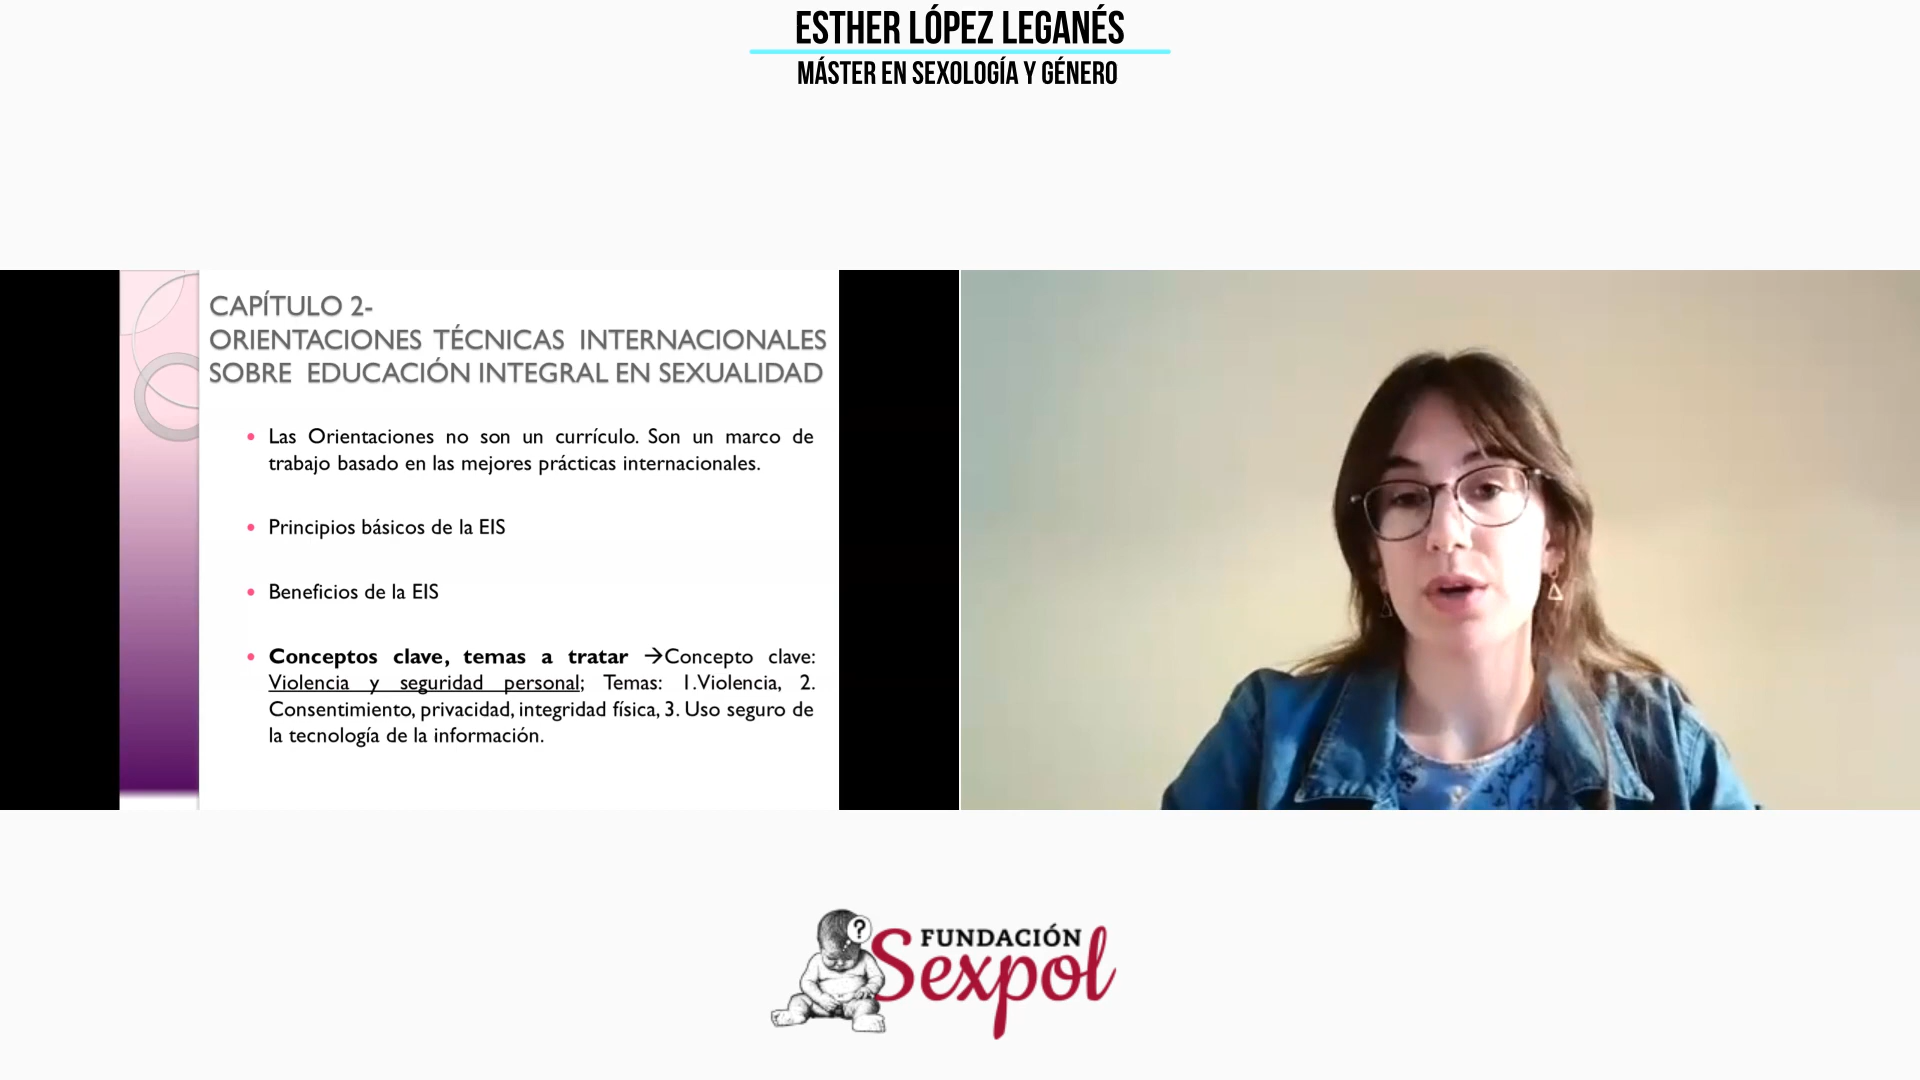 ESTHER LÓPEZ LEGANÉS
MÁSTER EN SEXOLOGÍA Y GÉNERO
CAPÍTULO 2-
ORIENTACIONES TÉCNICAS INTERNACIONALES
SOBRE EDUCACIÓN INTEGRAL EN SEXUALIDAD
• Las Orientaciones no son un currículo. Son un marco de
trabajo basado en las mejores prácticas internacionales.
• Principios básicos de la EIS
• Beneficios de la EIS
• Conceptos clave, temas a tratar →Concepto clave:
Violencia y seguridad personal; Temas: 1.Violencia, 2.
Consentimiento, privacidad, integridad física, 3. Uso seguro de
la tecnología de la información.
?
FUNDACIÓN
Sexpol